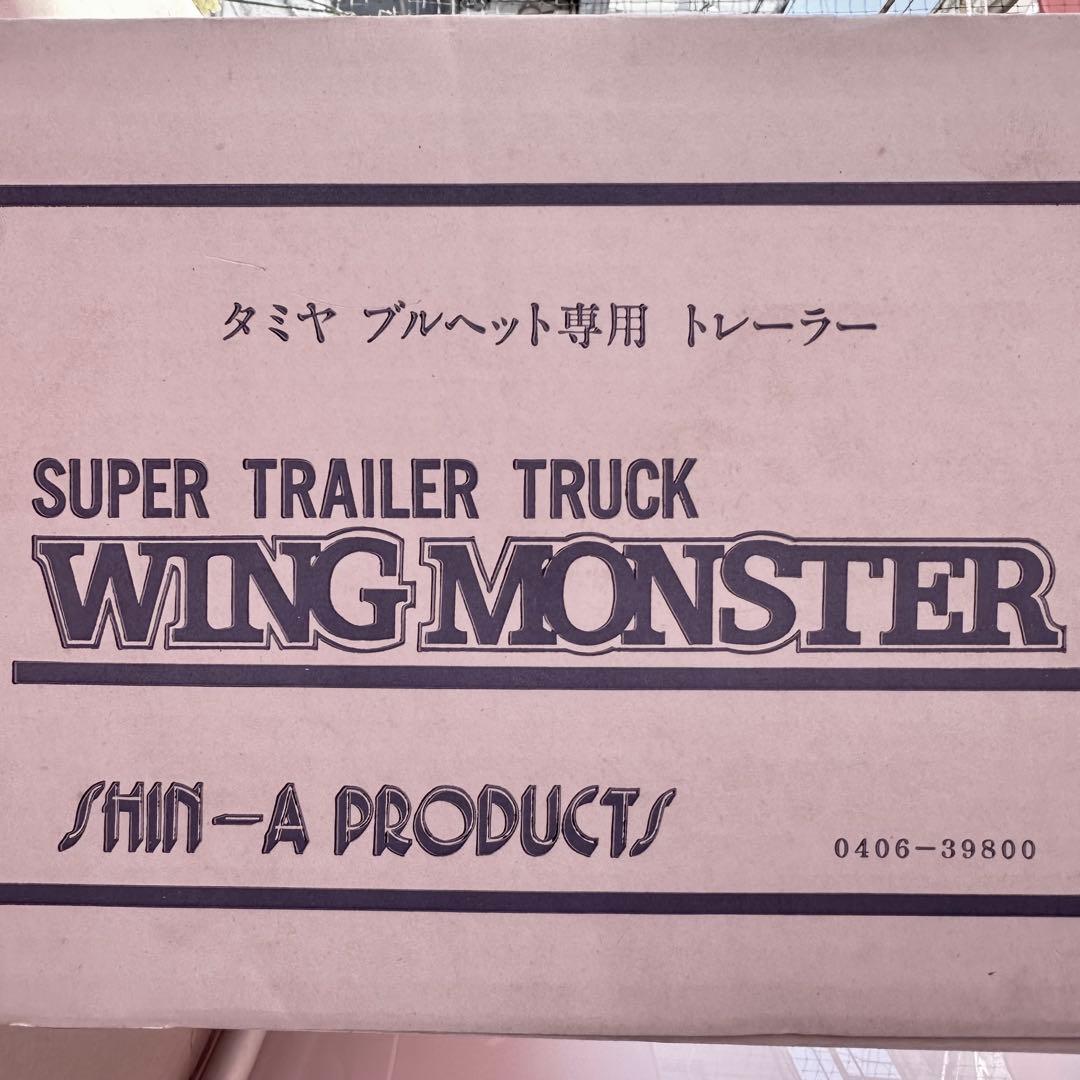 タミヤ ブルヘット専用 トレーラー
SUPER TRAILER TRUCK
WING MONSTER
SHIN-A PRODUCTS
0406-39800